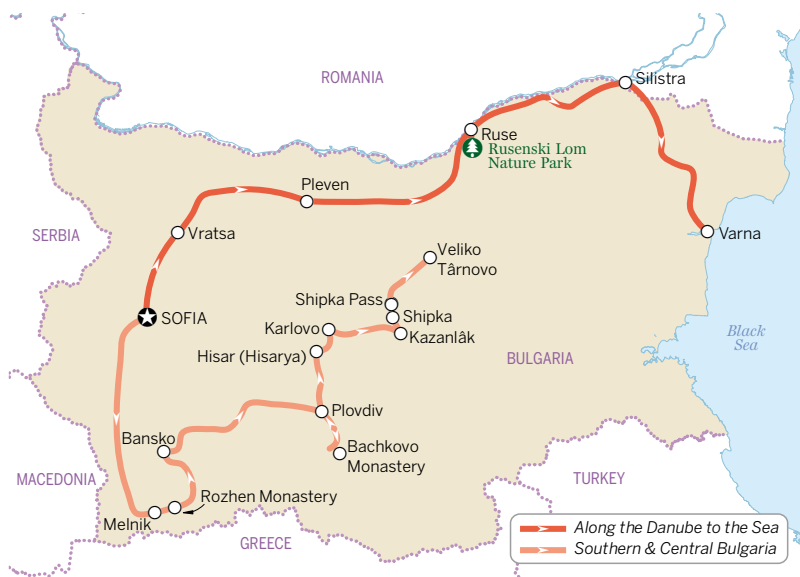 ROMANIA
Silistra
Ruse
Rusenski Lom
Nature Park
Pleven
SERBIA
Vratsa
Varna
Veliko
Târnovo
Shipka Pass
SOFIA
Shipka
Karlovo
Kazanlâk
Black
Sea
Hisar (Hisarya)
BULGARIA
Plovdiv
Bansko
Bachkovo
Monastery
MACEDONIA
TURKEY
Rozhen Monastery
Melnik
GREECE
Along the Danube to the Sea
Southern & Central Bulgaria